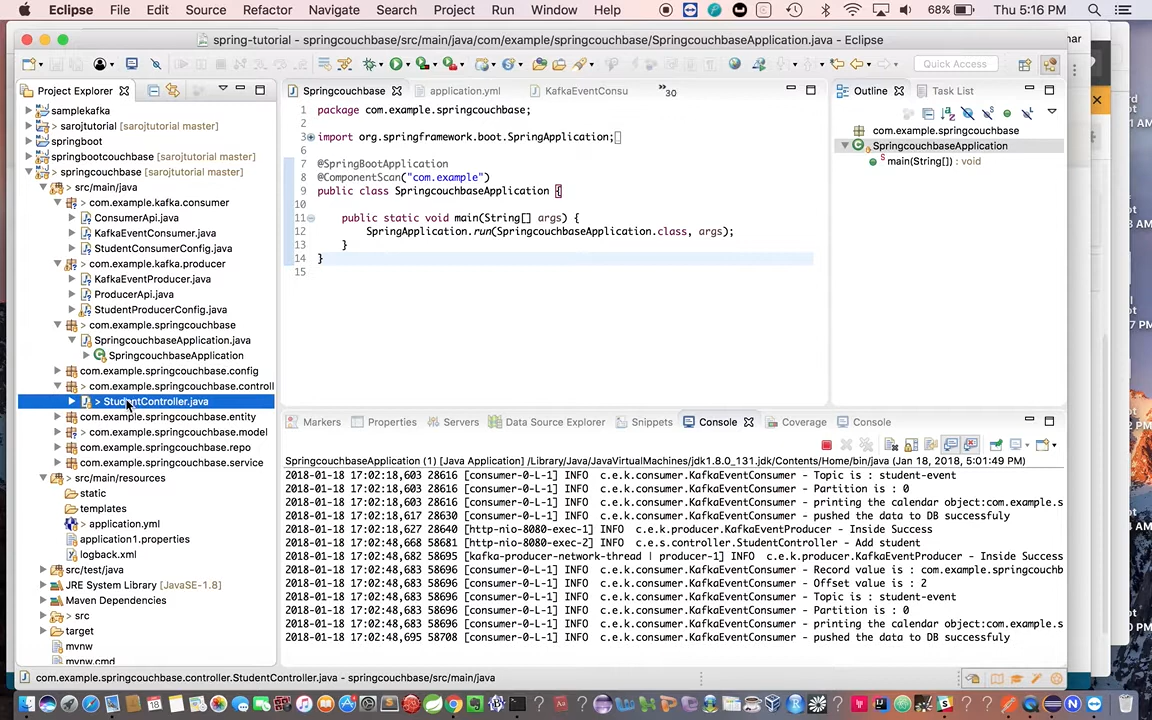 Eclipse File Edit Source Refactor Navigate Search Project Run Window Help 68% Thu 5:16 PM
spring-tutorial - springcouchbase/src/main/java/com/example/springcouchbase/SpringcouchbaseApplication.java - Eclipse
Quick Access
Project Explorer
samplekafka
> sarojtutorial [sarojtutorial master]
springboot
springbootcouchbase [sarojtutorial master]
> springcouchbase [sarojtutorial master]
> src/main/java
> com.example.kafka.consumer
ConsumerApi.java
KafkaEventConsumer.java
StudentConsumerConfig.java
> com.example.kafka.producer
KafkaEventProducer.java
ProducerApi.java
StudentProducerConfig.java
> com.example.springcouchbase
SpringcouchbaseApplication.java
SpringcouchbaseApplication
com.example.springcouchbase.config
> com.example.springcouchbase.controll
> StudentController.java
com.example.springcouchbase.entity
> com.example.springcouchbase.model
com.example.springcouchbase.repo
com.example.springcouchbase.service
> src/main/resources
static
templates
> application.yml
application1.properties
logback.xml
src/test/java
JRE System Library [JavaSE-1.8]
Maven Dependencies
> src
target
mvnw
mvnw.cmd
Springcouchbase application.yml KafkaEventConsu »30
1 package com.example.springcouchbase;
2
3 import org.springframework.boot.SpringApplication;
6
7 @SpringBootApplication
8 @ComponentScan("com.example")
9 public class SpringcouchbaseApplication {
10
11 public static void main(String[] args) {
12 SpringApplication.run(SpringcouchbaseApplication.class, args);
13 }
14 }
15
Outline Task List
com.example.springcouchbase
SpringcouchbaseApplication
main(String[]) : void
Markers Properties Servers Data Source Explorer Snippets Console Coverage Console
SpringcouchbaseApplication (1) [Java Application] /Library/Java/JavaVirtualMachines/jdk1.8.0_131.jdk/Contents/Home/bin/java (Jan 18, 2018, 5:01:49 PM)
2018-01-18 17:02:18,603 28616 [consumer-0-L-1] INFO c.e.k.consumer.KafkaEventConsumer - Topic is : student-event
2018-01-18 17:02:18,603 28616 [consumer-0-L-1] INFO c.e.k.consumer.KafkaEventConsumer - Partition is : 0
2018-01-18 17:02:18,603 28616 [consumer-0-L-1] INFO c.e.k.consumer.KafkaEventConsumer - printing the calendar object:com.example.s
2018-01-18 17:02:18,617 28630 [consumer-0-L-1] INFO c.e.k.consumer.KafkaEventConsumer - pushed the data to DB successfuly
2018-01-18 17:02:18,627 28640 [http-nio-8080-exec-1] INFO c.e.k.producer.KafkaEventProducer - Inside Success
2018-01-18 17:02:48,668 58681 [http-nio-8080-exec-2] INFO c.e.s.controller.StudentController - Add student
2018-01-18 17:02:48,682 58695 [kafka-producer-network-thread | producer-1] INFO c.e.k.producer.KafkaEventProducer - Inside Success
2018-01-18 17:02:48,683 58696 [consumer-0-L-1] INFO c.e.k.consumer.KafkaEventConsumer - Record value is : com.example.springcouchb
2018-01-18 17:02:48,683 58696 [consumer-0-L-1] INFO c.e.k.consumer.KafkaEventConsumer - Offset value is : 2
2018-01-18 17:02:48,683 58696 [consumer-0-L-1] INFO c.e.k.consumer.KafkaEventConsumer - Topic is : student-event
2018-01-18 17:02:48,683 58696 [consumer-0-L-1] INFO c.e.k.consumer.KafkaEventConsumer - Partition is : 0
2018-01-18 17:02:48,683 58696 [consumer-0-L-1] INFO c.e.k.consumer.KafkaEventConsumer - printing the calendar object:com.example.s
2018-01-18 17:02:48,695 58708 [consumer-0-L-1] INFO c.e.k.consumer.KafkaEventConsumer - pushed the data to DB successfuly
com.example.springcouchbase.controller.StudentController.java - springcouchbase/src/main/java